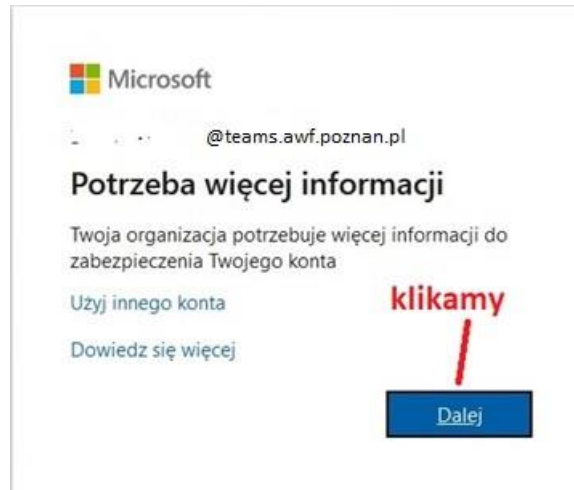 Microsoft
@teams.awf.poznan.pl
Potrzeba więcej informacji
Twoja organizacja potrzebuje więcej informacji do
zabezpieczenia Twojego konta
Użyj innego konta
klikamy
Dowiedz się więcej
Dalej